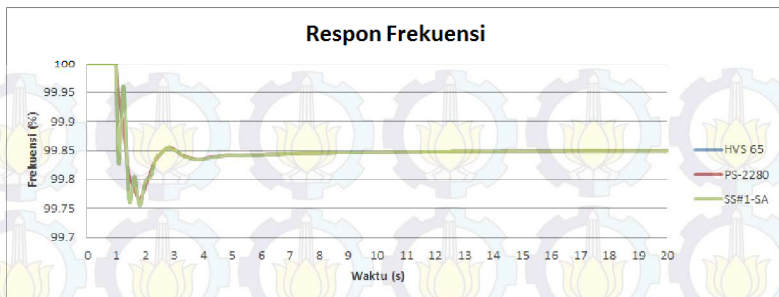 Respon Frekuensi
Frekuensi (%)
100
99.95
99.9
99.85
99.8
99.75
99.7
0 1 2 3 4 5 6 7 8 9 10 11 12 13 14 15 16 17 18 19 20
Waktu (s)
HVS 65
PS-2280
SS#1-SA